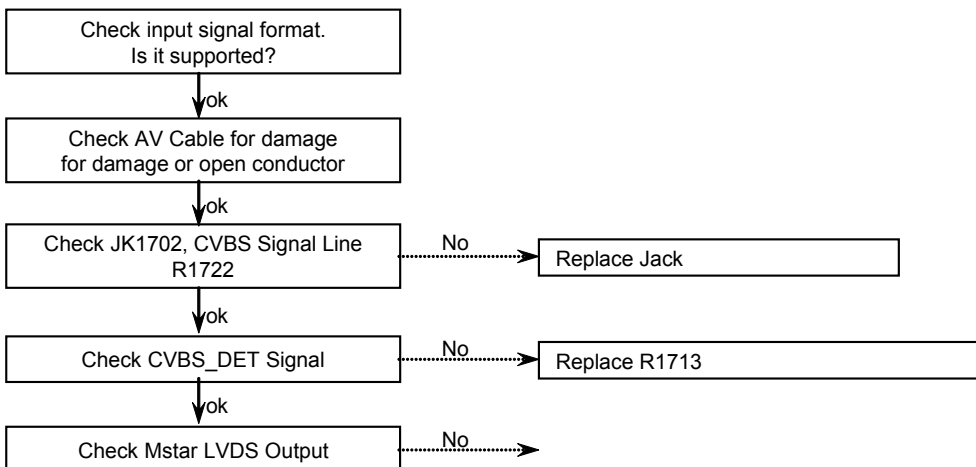 Check input signal format.
Is it supported?
ok
Check AV Cable for damage
for damage or open conductor
ok
Check JK1702, CVBS Signal Line
R1722
No
Replace Jack
ok
Check CVBS_DET Signal
No
Replace R1713
ok
Check Mstar LVDS Output
No